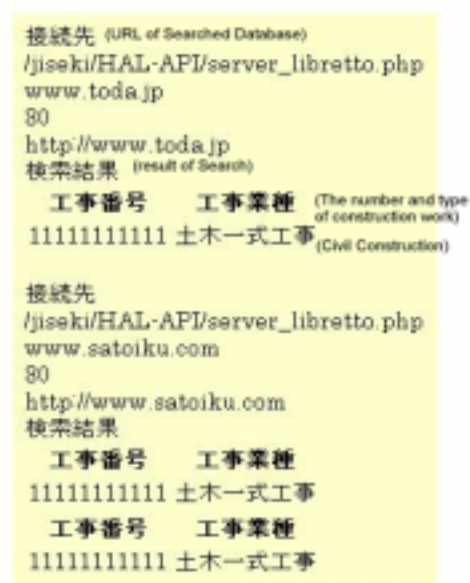 接続先 (URL of Searched Database)
/jiseki/HAL-API/server_libretto.php
www.toda.jp
80
http://www.toda.jp
検索結果 (result of Search)
工事番号 工事業種 (The number and type of construction work)
11111111111 土木一式工事 (Civil Construction)
接続先
/jiseki/HAL-API/server_libretto.php
www.satoiku.com
80
http://www.satoiku.com
検索結果
工事番号 工事業種
11111111111 土木一式工事
工事番号 工事業種
11111111111 土木一式工事